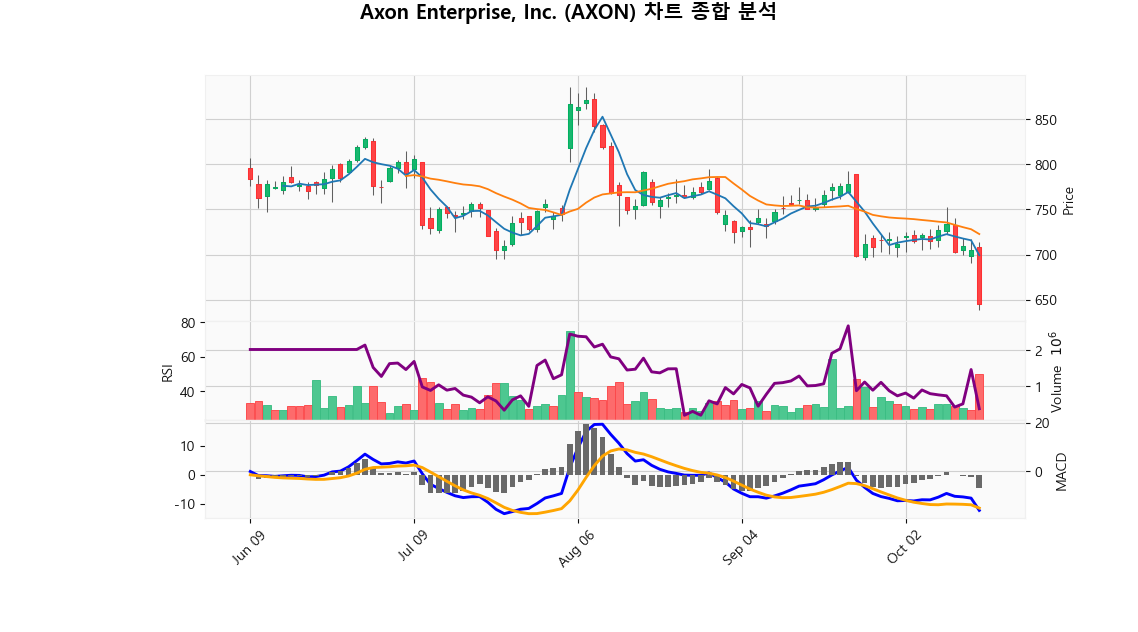 Axon Enterprise, Inc. (AXON) 차트 종합 분석
850
800
750
700
650
Price
80
60
40
RSI
2
1
Volume 10^6
20
0
MACD
10
0
-10
Jun 09
Jul 09
Aug 06
Sep 04
Oct 02